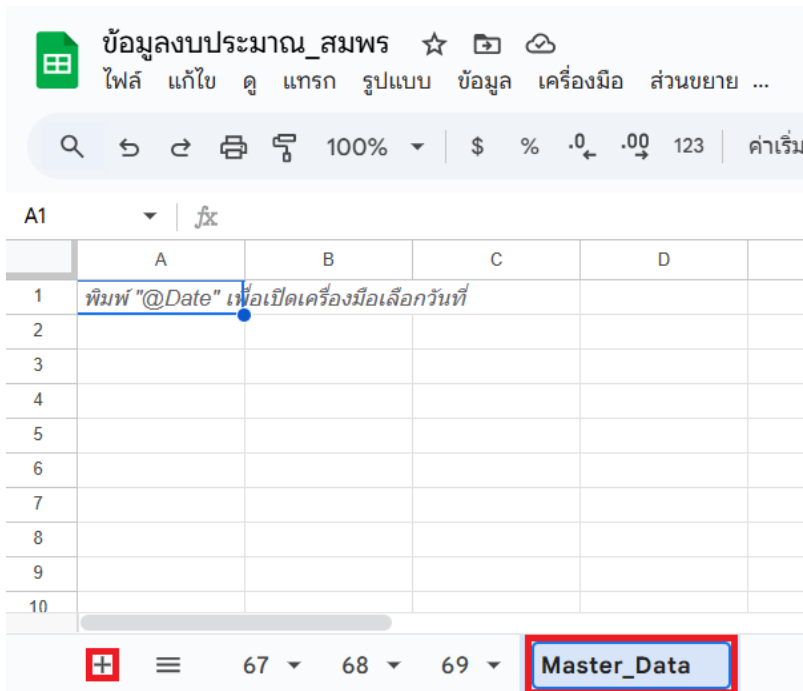 ข้อมูลงบประมาณ_สมพร
ไฟล์ แก้ไข ดู แทรก รูปแบบ ข้อมูล เครื่องมือ ส่วนขยาย ...
100% $ % .0 .00 123 ค่าเริ่ม
A1 fx
A B C D
1 พิมพ์ "@Date" เพื่อเปิดเครื่องมือเลือกวันที่
2
3
4
5
6
7
8
9
10
67 68 69 Master_Data